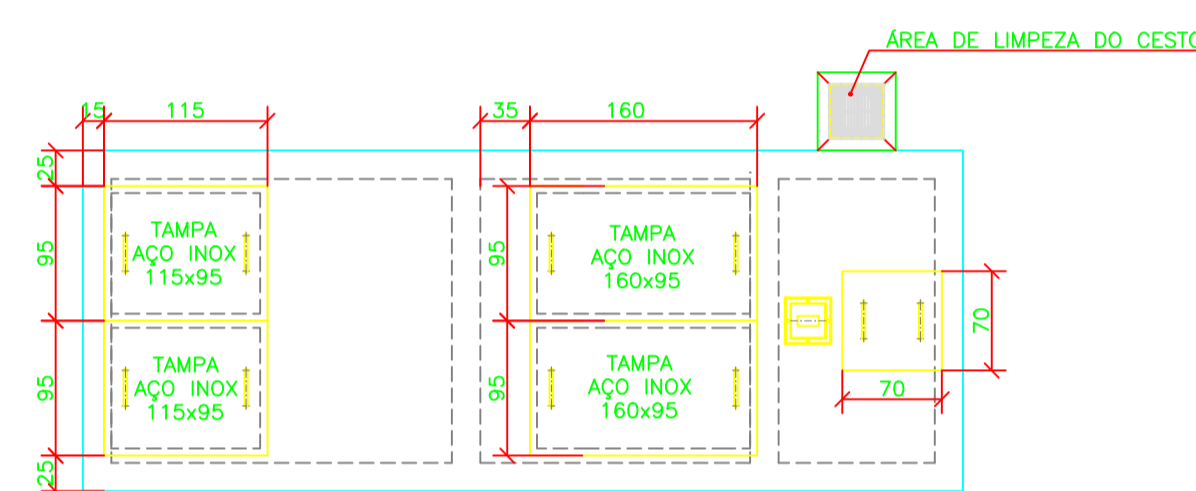 ÁREA DE LIMPEZA DO CESTO
15
115
35
160
25
95
TAMPA
AÇO INOX
115x95
95
TAMPA
AÇO INOX
160x95
95
TAMPA
AÇO INOX
115x95
95
TAMPA
AÇO INOX
160x95
70
70
25